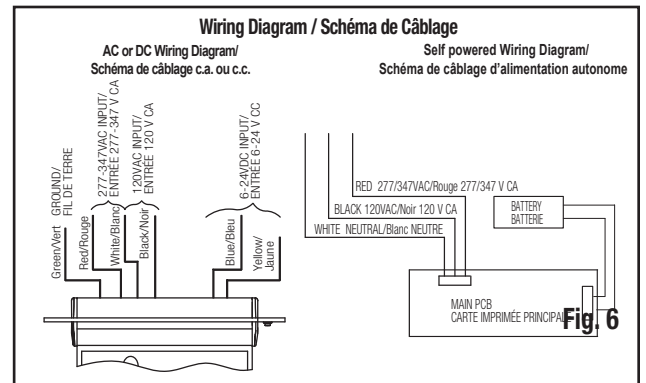 Wiring Diagram / Schéma de Câblage
AC or DC Wiring Diagram/
Schéma de câblage c.a. ou c.c.
Self powered Wiring Diagram/
Schéma de câblage d'alimentation autonome
GROUND/
FIL DE TERRE
277-347VAC INPUT/
ENTRÉE 277-347 V CA
120VAC INPUT/
ENTRÉE 120 V CA
6-24VDC INPUT/
ENTRÉE 6-24 V CC
Green/Vert
Red/Rouge
White/Blanc
Black/Noir
Blue/Bleu
Yellow/
Jaune
RED 277/347VAC/Rouge 277/347 V CA
BLACK 120VAC/Noir 120 V CA
WHITE NEUTRAL/Blanc NEUTRE
BATTERY
BATTERIE
MAIN PCB
CARTE IMPRIMÉE PRINCIPALE
Fig. 6